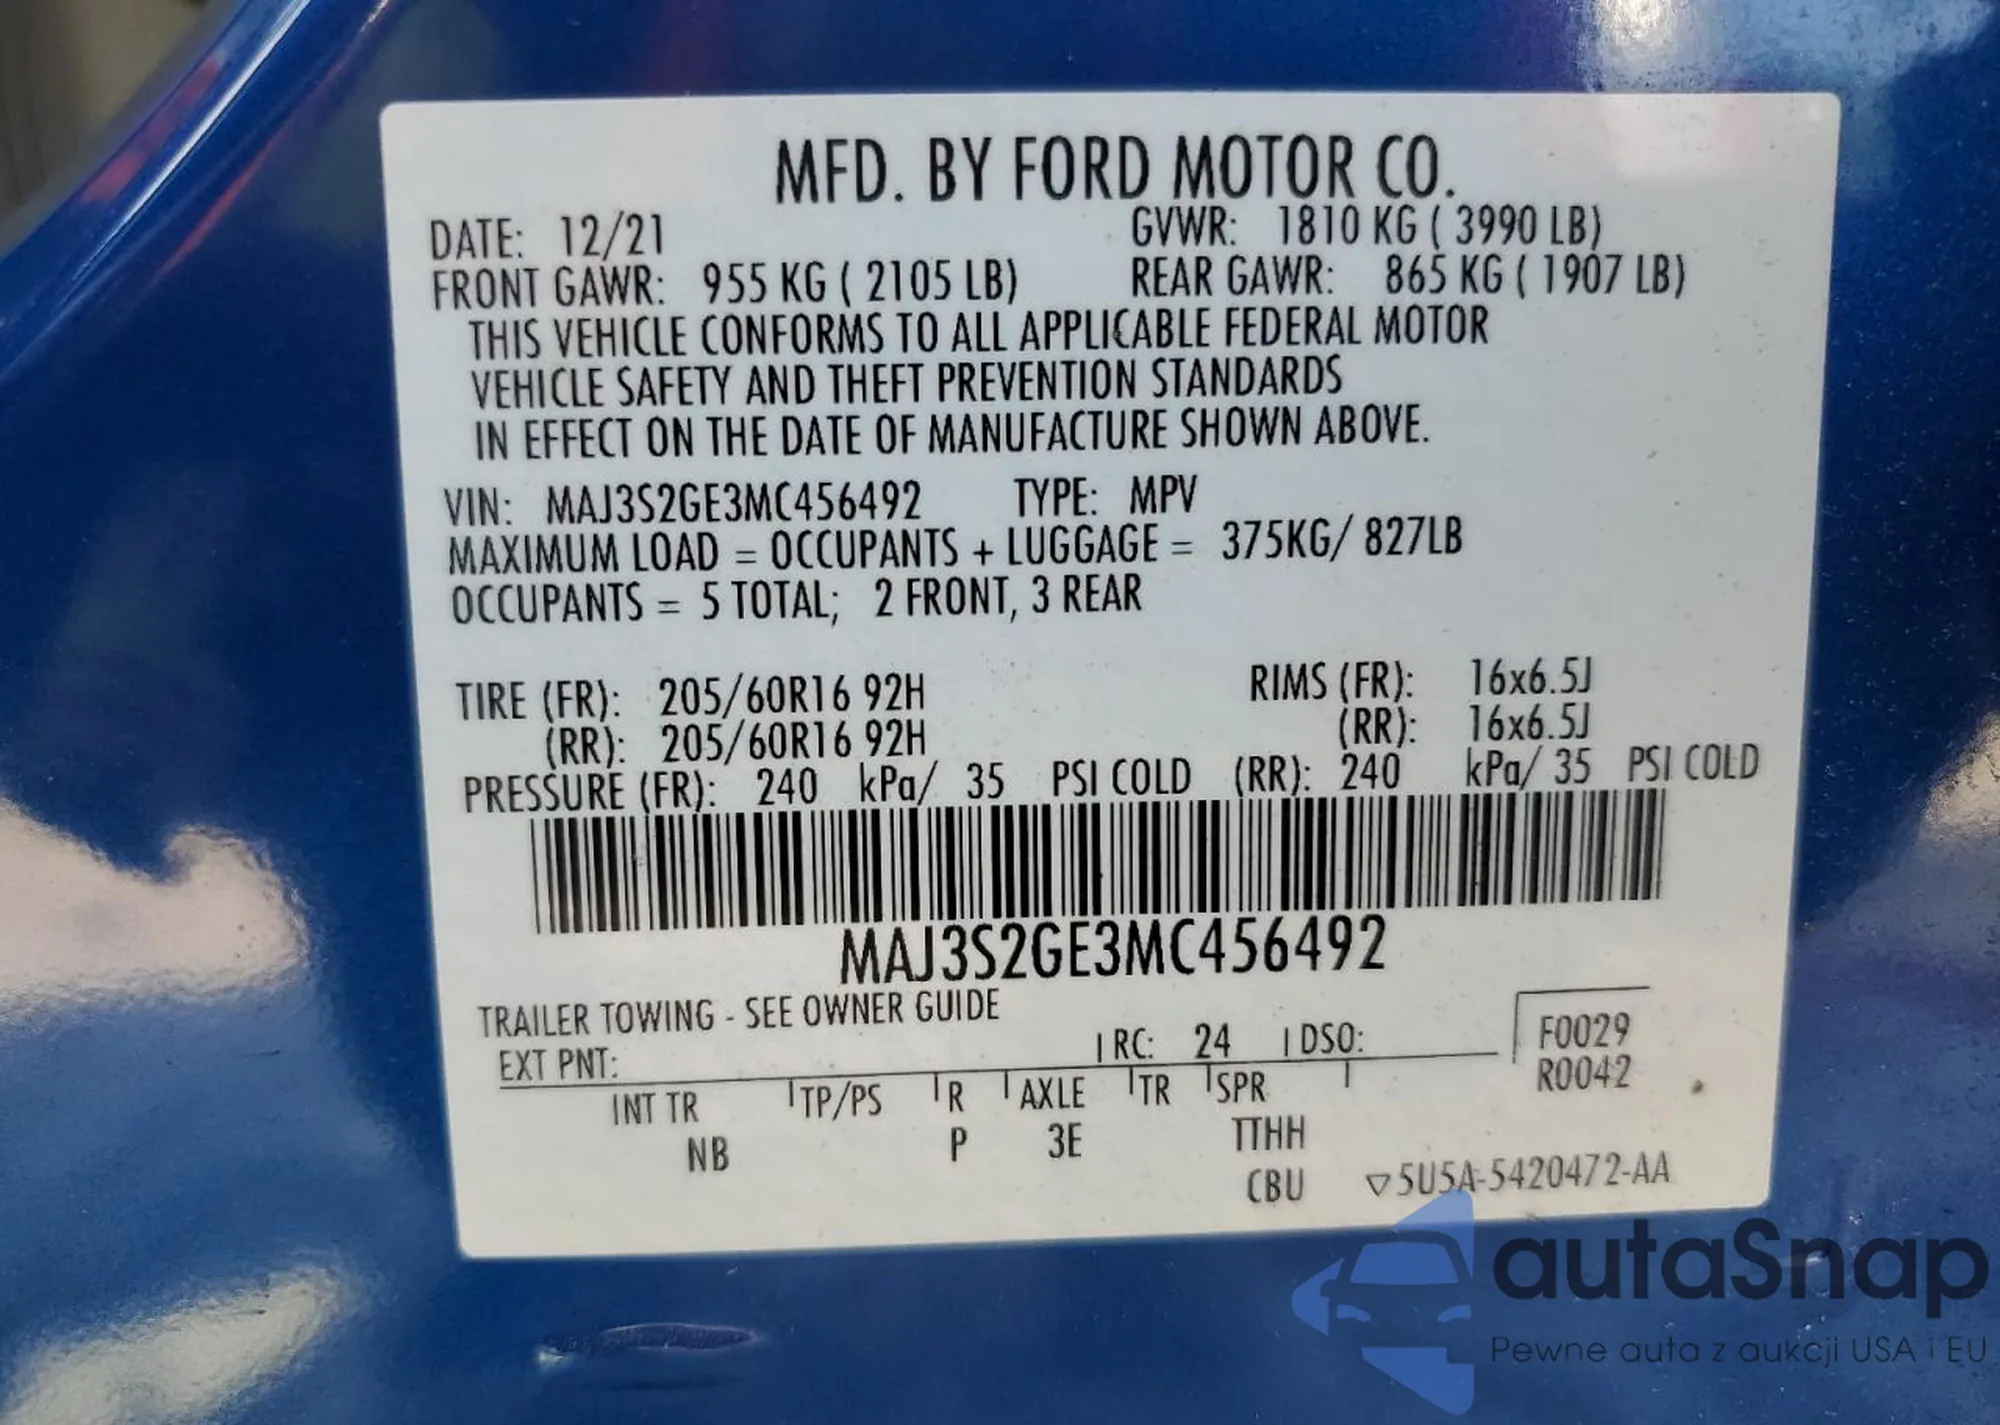 MFD. BY FORD MOTOR CO.
DATE: 12/21 GVWR: 1810 KG ( 3990 LB)
FRONT GAWR: 955 KG ( 2105 LB) REAR GAWR: 865 KG ( 1907 LB)
THIS VEHICLE CONFORMS TO ALL APPLICABLE FEDERAL MOTOR
VEHICLE SAFETY AND THEFT PREVENTION STANDARDS
IN EFFECT ON THE DATE OF MANUFACTURE SHOWN ABOVE.
VIN: MAJ3S2GE3MC456492 TYPE: MPV
MAXIMUM LOAD = OCCUPANTS + LUGGAGE = 375KG/ 827LB
OCCUPANTS = 5 TOTAL; 2 FRONT, 3 REAR
TIRE (FR): 205/60R16 92H RIMS (FR): 16x6.5J
(RR): 205/60R16 92H (RR): 16x6.5J
PRESSURE (FR): 240 kPa/ 35 PSI COLD (RR): 240 kPa/ 35 PSI COLD
MAJ3S2GE3MC456492
TRAILER TOWING - SEE OWNER GUIDE
EXT PNT: RC: 24 DSO: F0029
R0042
INT TR TP/PS R AXLE TR SPR
NB P 3E TTHH
CBU ▽5U5A-5420472-AA
autaSnap
Pewne auta z aukcji USA i EU